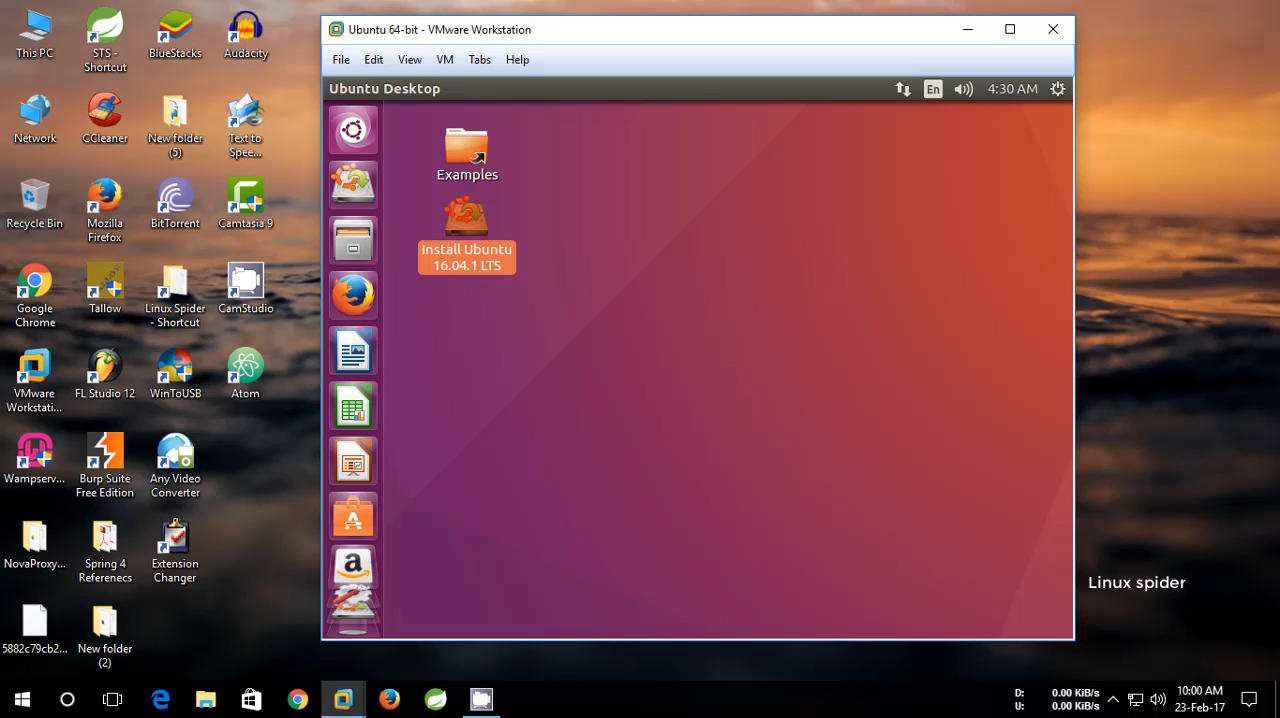 Ubuntu 64-bit - VMware Workstation
File Edit View VM Tabs Help
Ubuntu Desktop
En
4:30 AM
Examples
Install Ubuntu
16.04.1 LTS
This PC
STS -
Shortcut
BlueStacks
Audacity
Network
CCleaner
New folder
(5)
Text to
Spee...
Recycle Bin
Mozilla
Firefox
BitTorrent
Camtasia 9
Google
Chrome
Tallow
Linux Spider
- Shortcut
CamStudio
VMware
Workstati...
FL Studio 12
WinToUSB
Atom
Wampserv...
Burp Suite
Free Edition
Any Video
Converter
NovaProxy...
Spring 4
Referenecs
Extension
Changer
5882c79cb2...
New folder
(2)
Linux spider
D: 0.00 KiB/s
U: 0.00 KiB/s
10:00 AM
23-Feb-17